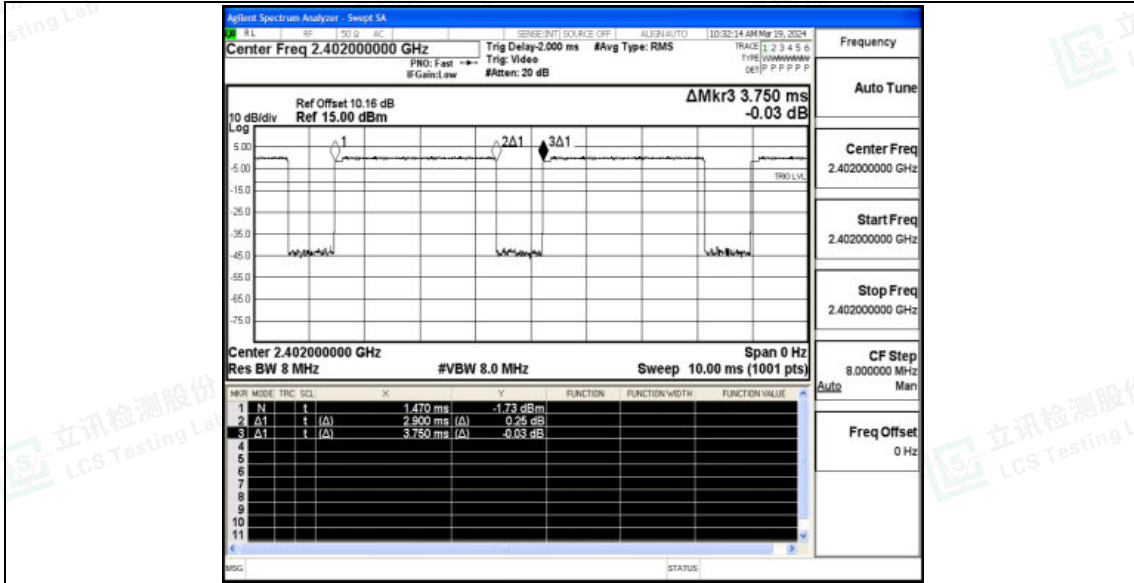 Agilent Spectrum Analyzer - Swept SA
RL RF 50 Ω AC SENSE:INT SOURCE OFF ALIGNAUTO 10:32:14 AM Mar 19, 2024
Center Freq 2.402000000 GHz
PNO: Fast
IFGain:Low
Trig Delay-2.000 ms #Avg Type: RMS
Trig: Video
#Atten: 20 dB
TRACE 1 2 3 4 5 6
TYPE
DET P P P P P P
ΔMkr3 3.750 ms
-0.03 dB
Ref Offset 10.16 dB
10 dB/div Ref 15.00 dBm
Log
5.00
-5.00
-15.0
-25.0
-35.0
-45.0
-55.0
-65.0
-75.0
1
2Δ1
3Δ1
TRIG LVL
Center 2.402000000 GHz Span 0 Hz
Res BW 8 MHz #VBW 8.0 MHz Sweep 10.00 ms (1001 pts)
MKR MODE TRC SCL X Y FUNCTION FUNCTION WIDTH FUNCTION VALUE
1 N t 1.470 ms -1.73 dBm
2 Δ1 t (Δ) 2.900 ms (Δ) 0.25 dB
3 Δ1 t (Δ) 3.750 ms (Δ) -0.03 dB
4
5
6
7
8
9
10
11
MSG STATUS
Frequency
Auto Tune
Center Freq
2.402000000 GHz
Start Freq
2.402000000 GHz
Stop Freq
2.402000000 GHz
CF Step
8.000000 MHz
Auto Man
Freq Offset
0 Hz
立讯检测股份
LCS Testing Lab
立讯检测股份
LCS Testing L